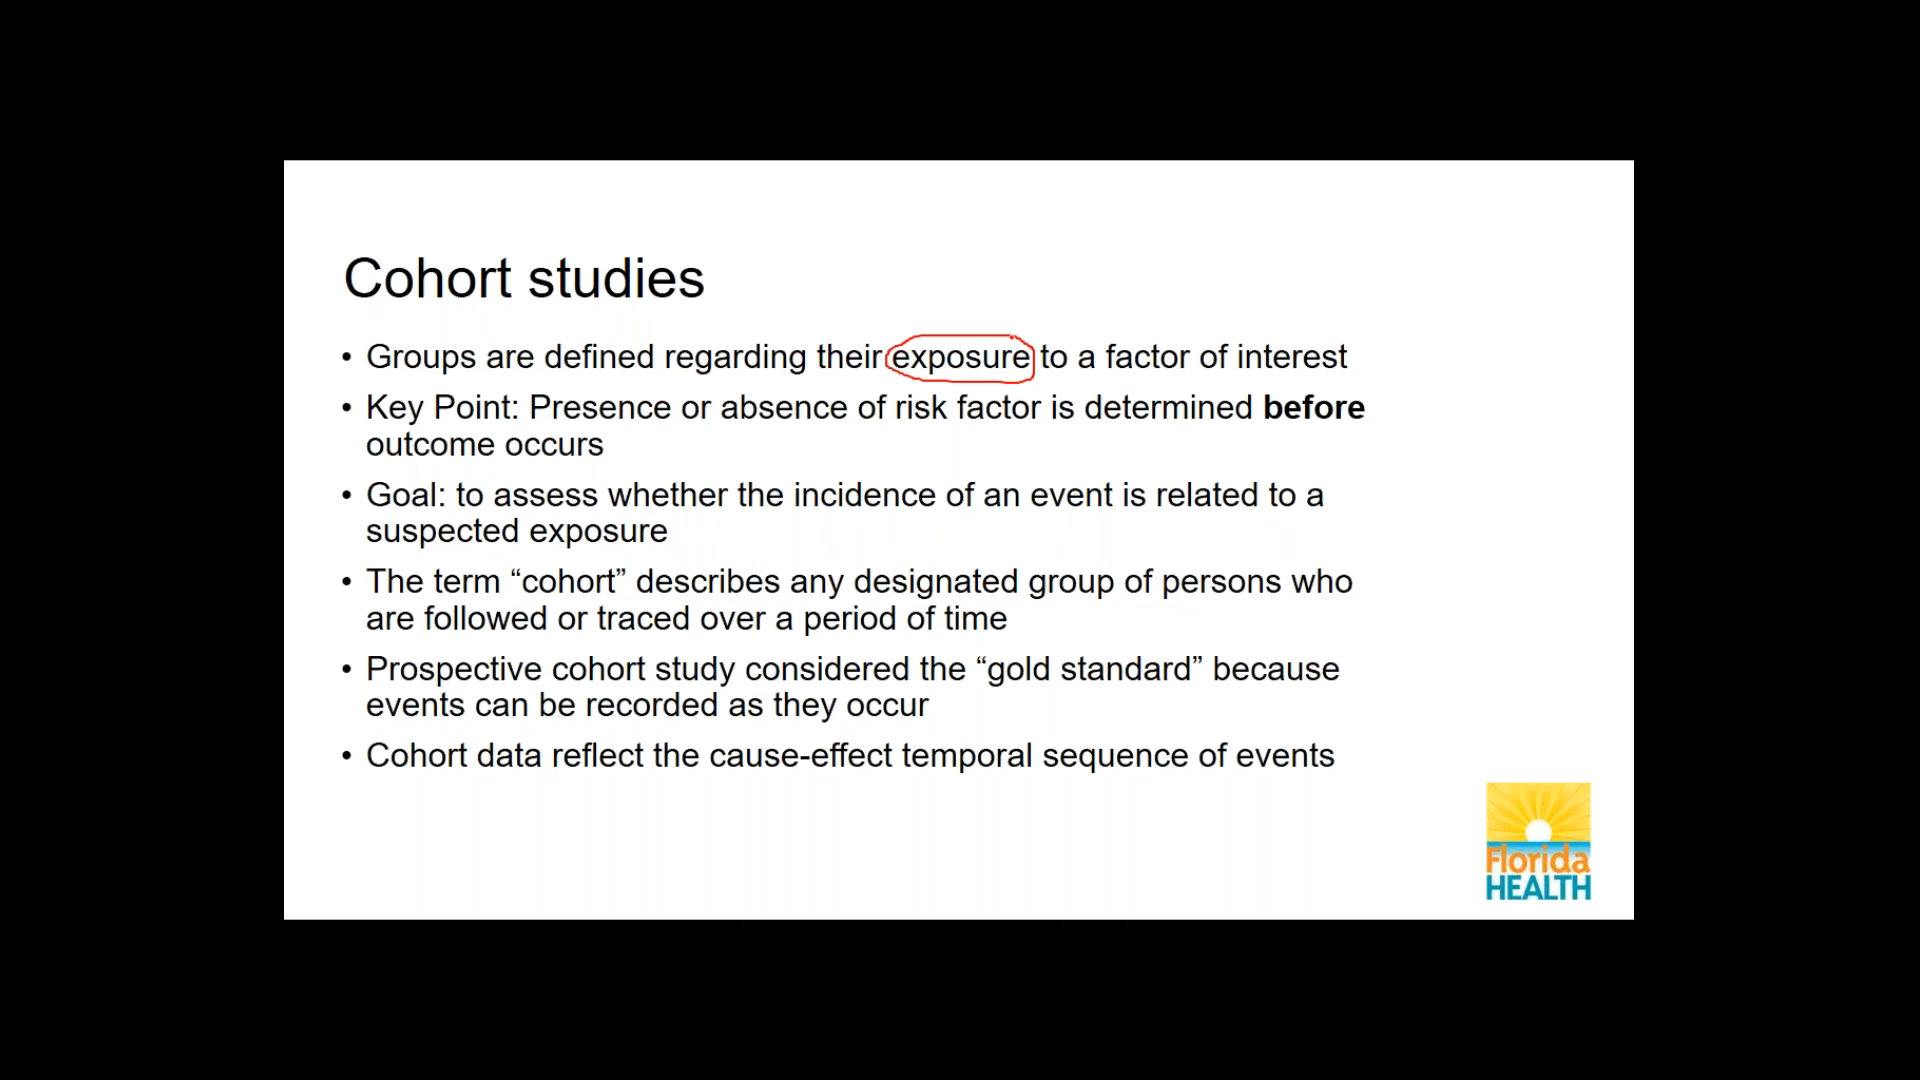 Cohort studies
• Groups are defined regarding their exposure to a factor of interest
• Key Point: Presence or absence of risk factor is determined before
outcome occurs
• Goal: to assess whether the incidence of an event is related to a
suspected exposure
• The term “cohort” describes any designated group of persons who
are followed or traced over a period of time
• Prospective cohort study considered the “gold standard” because
events can be recorded as they occur
• Cohort data reflect the cause-effect temporal sequence of events
Florida
HEALTH